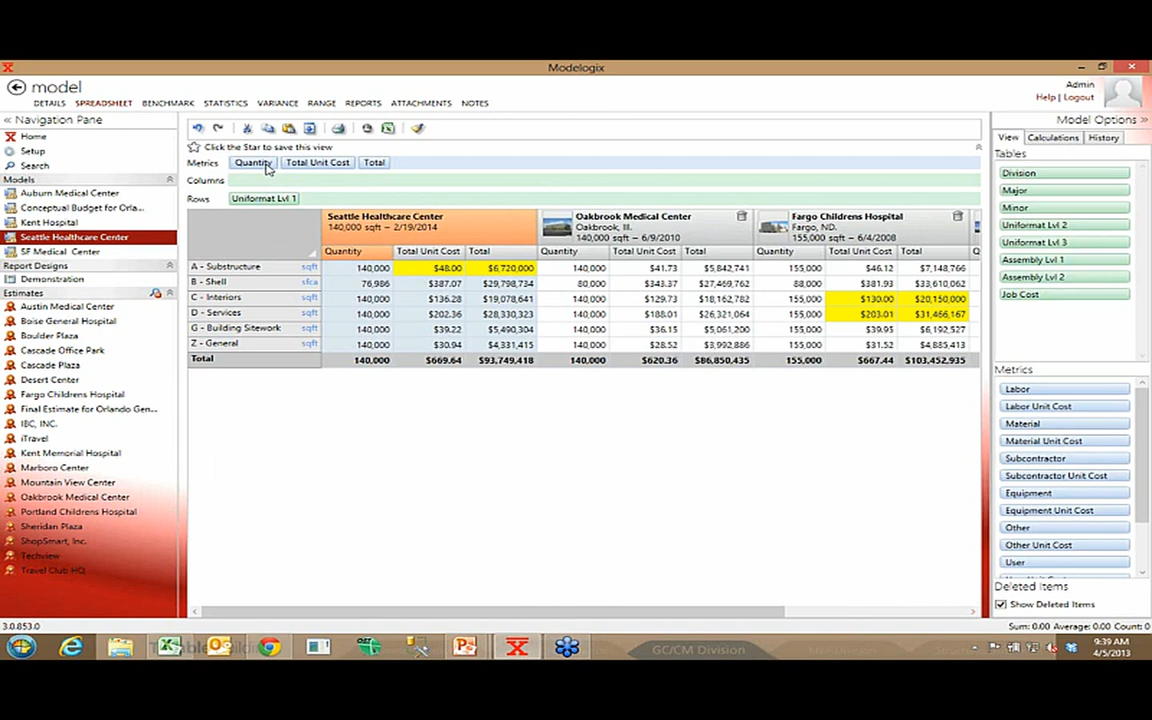 Modelogix
model
Admin
Help | Logout
DETAILS SPREADSHEET BENCHMARK STATISTICS VARIANCE RANGE REPORTS ATTACHMENTS NOTES
« Navigation Pane
Home
Setup
Search
Models
Auburn Medical Center
Conceptual Budget for Orla...
Kent Hospital
Seattle Healthcare Center
SF Medical Center
Report Designs
Demonstration
Estimates
Austin Medical Center
Boise General Hospital
Boulder Plaza
Cascade Office Park
Cascade Plaza
Desert Center
Fargo Childrens Hospital
Final Estimate for Orlando Gen...
IBC, INC.
iTravel
Kent Memorial Hospital
Marboro Center
Mountain View Center
Oakbrook Medical Center
Portland Childrens Hospital
Sheridan Plaza
ShopSmart, Inc.
Techview
Travel Club HQ
3.0.853.0
Click the Star to save this view
Metrics Quantity Total Unit Cost Total
Columns
Rows Uniformat Lvl 1
Seattle Healthcare Center Oakbrook Medical Center Fargo Childrens Hospital
140,000 sqft – 2/19/2014 Oakbrook, Ill. Fargo, ND.
140,000 sqft – 6/9/2010 155,000 sqft – 6/4/2008
Quantity Total Unit Cost Total Quantity Total Unit Cost Total Quantity Total Unit Cost Total Q
A - Substructure sqft 140,000 $48.00 $6,720,000 140,000 $41.73 $5,842,741 155,000 $46.12 $7,148,766
B - Shell sfca 76,986 $387.07 $29,798,734 80,000 $343.37 $27,469,762 88,000 $381.93 $33,610,062
C - Interiors sqft 140,000 $136.28 $19,078,641 140,000 $129.73 $18,162,782 155,000 $130.00 $20,150,000
D - Services sqft 140,000 $202.36 $28,330,323 140,000 $188.01 $26,321,064 155,000 $203.01 $31,466,167
G - Building Sitework sqft 140,000 $39.22 $5,490,304 140,000 $36.15 $5,061,200 155,000 $39.95 $6,192,527
Z - General sqft 140,000 $30.94 $4,331,415 140,000 $28.52 $3,992,886 155,000 $31.52 $4,885,413
Total 140,000 $669.64 $93,749,418 140,000 $620.36 $86,850,435 155,000 $667.44 $103,452,935
Model Options »
View Calculations History
Tables
Division
Major
Minor
Uniformat Lvl 2
Uniformat Lvl 3
Assembly Lvl 1
Assembly Lvl 2
Job Cost
Metrics
Labor
Labor Unit Cost
Material
Material Unit Cost
Subcontractor
Subcontractor Unit Cost
Equipment
Equipment Unit Cost
Other
Other Unit Cost
User
Deleted Items
Show Deleted Items
Sum: 0.00 Average: 0.00 Count: 0
GC/CM Division
9:39 AM
4/5/2013